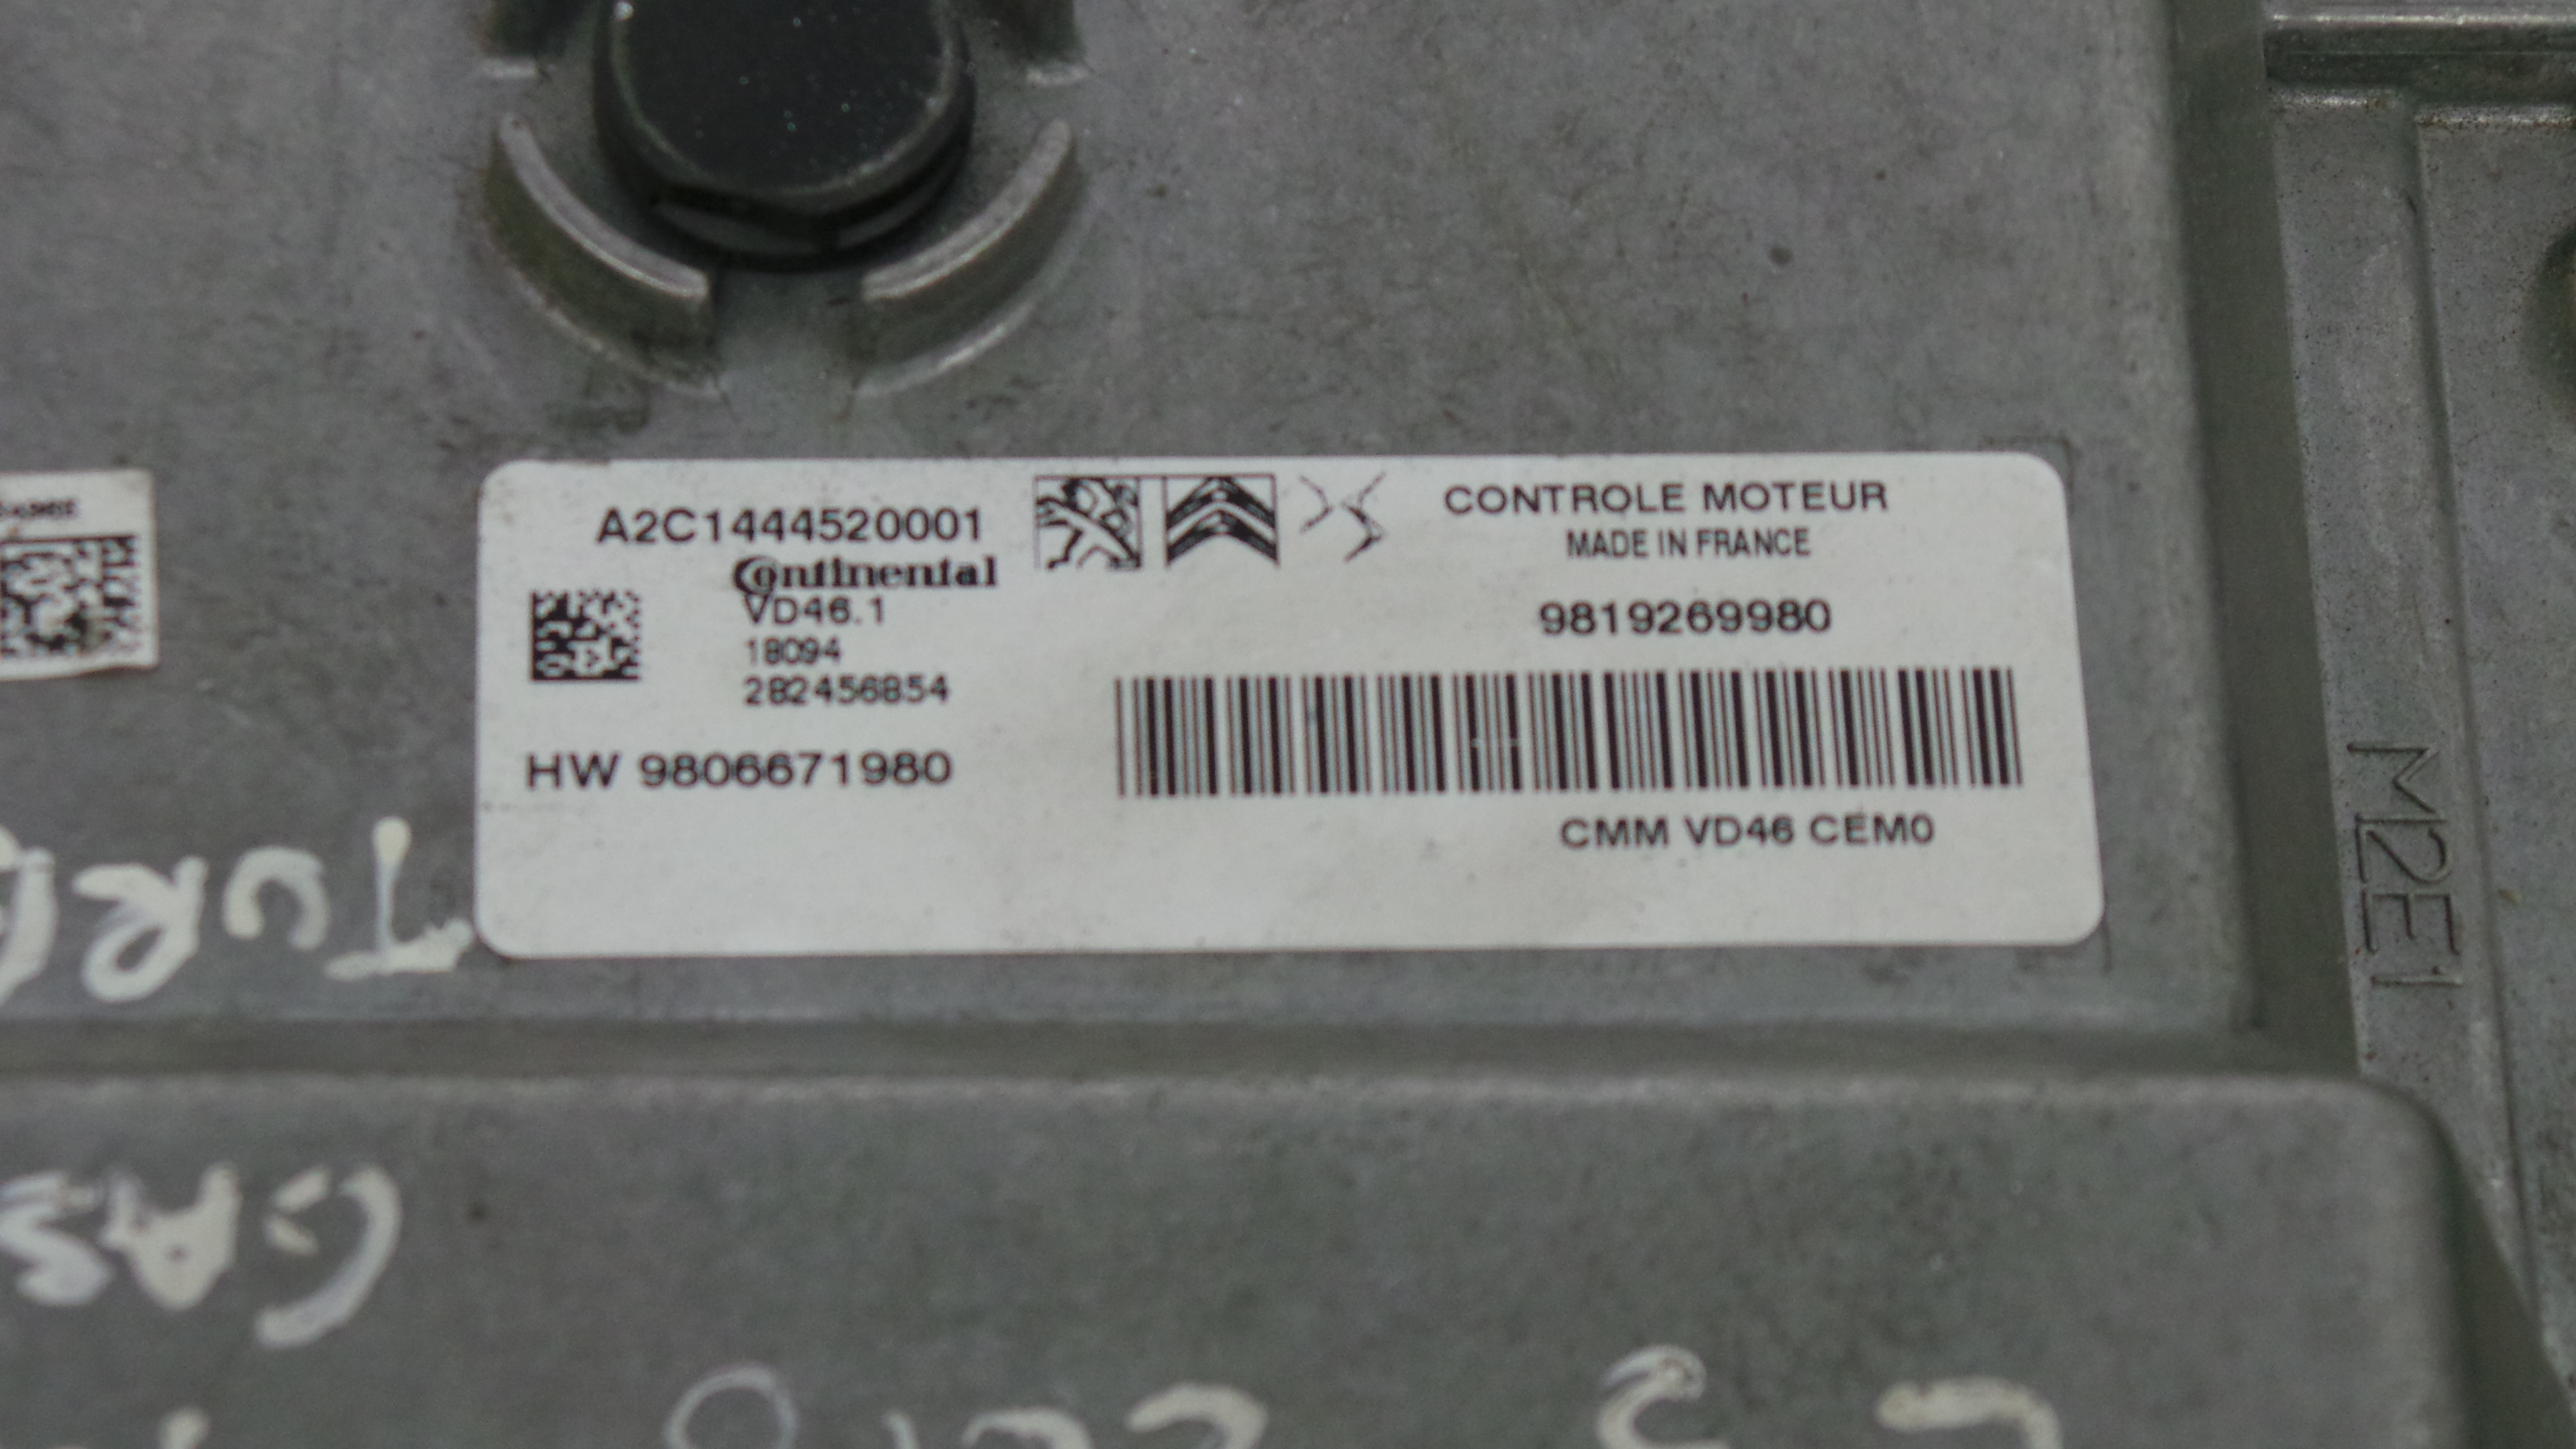 A2C1444520001
Continental
VD46.1
18094
282456854
HW 9806671980
CONTROLE MOTEUR
MADE IN FRANCE
9819269980
CMM VD46 CEM0
M2E1